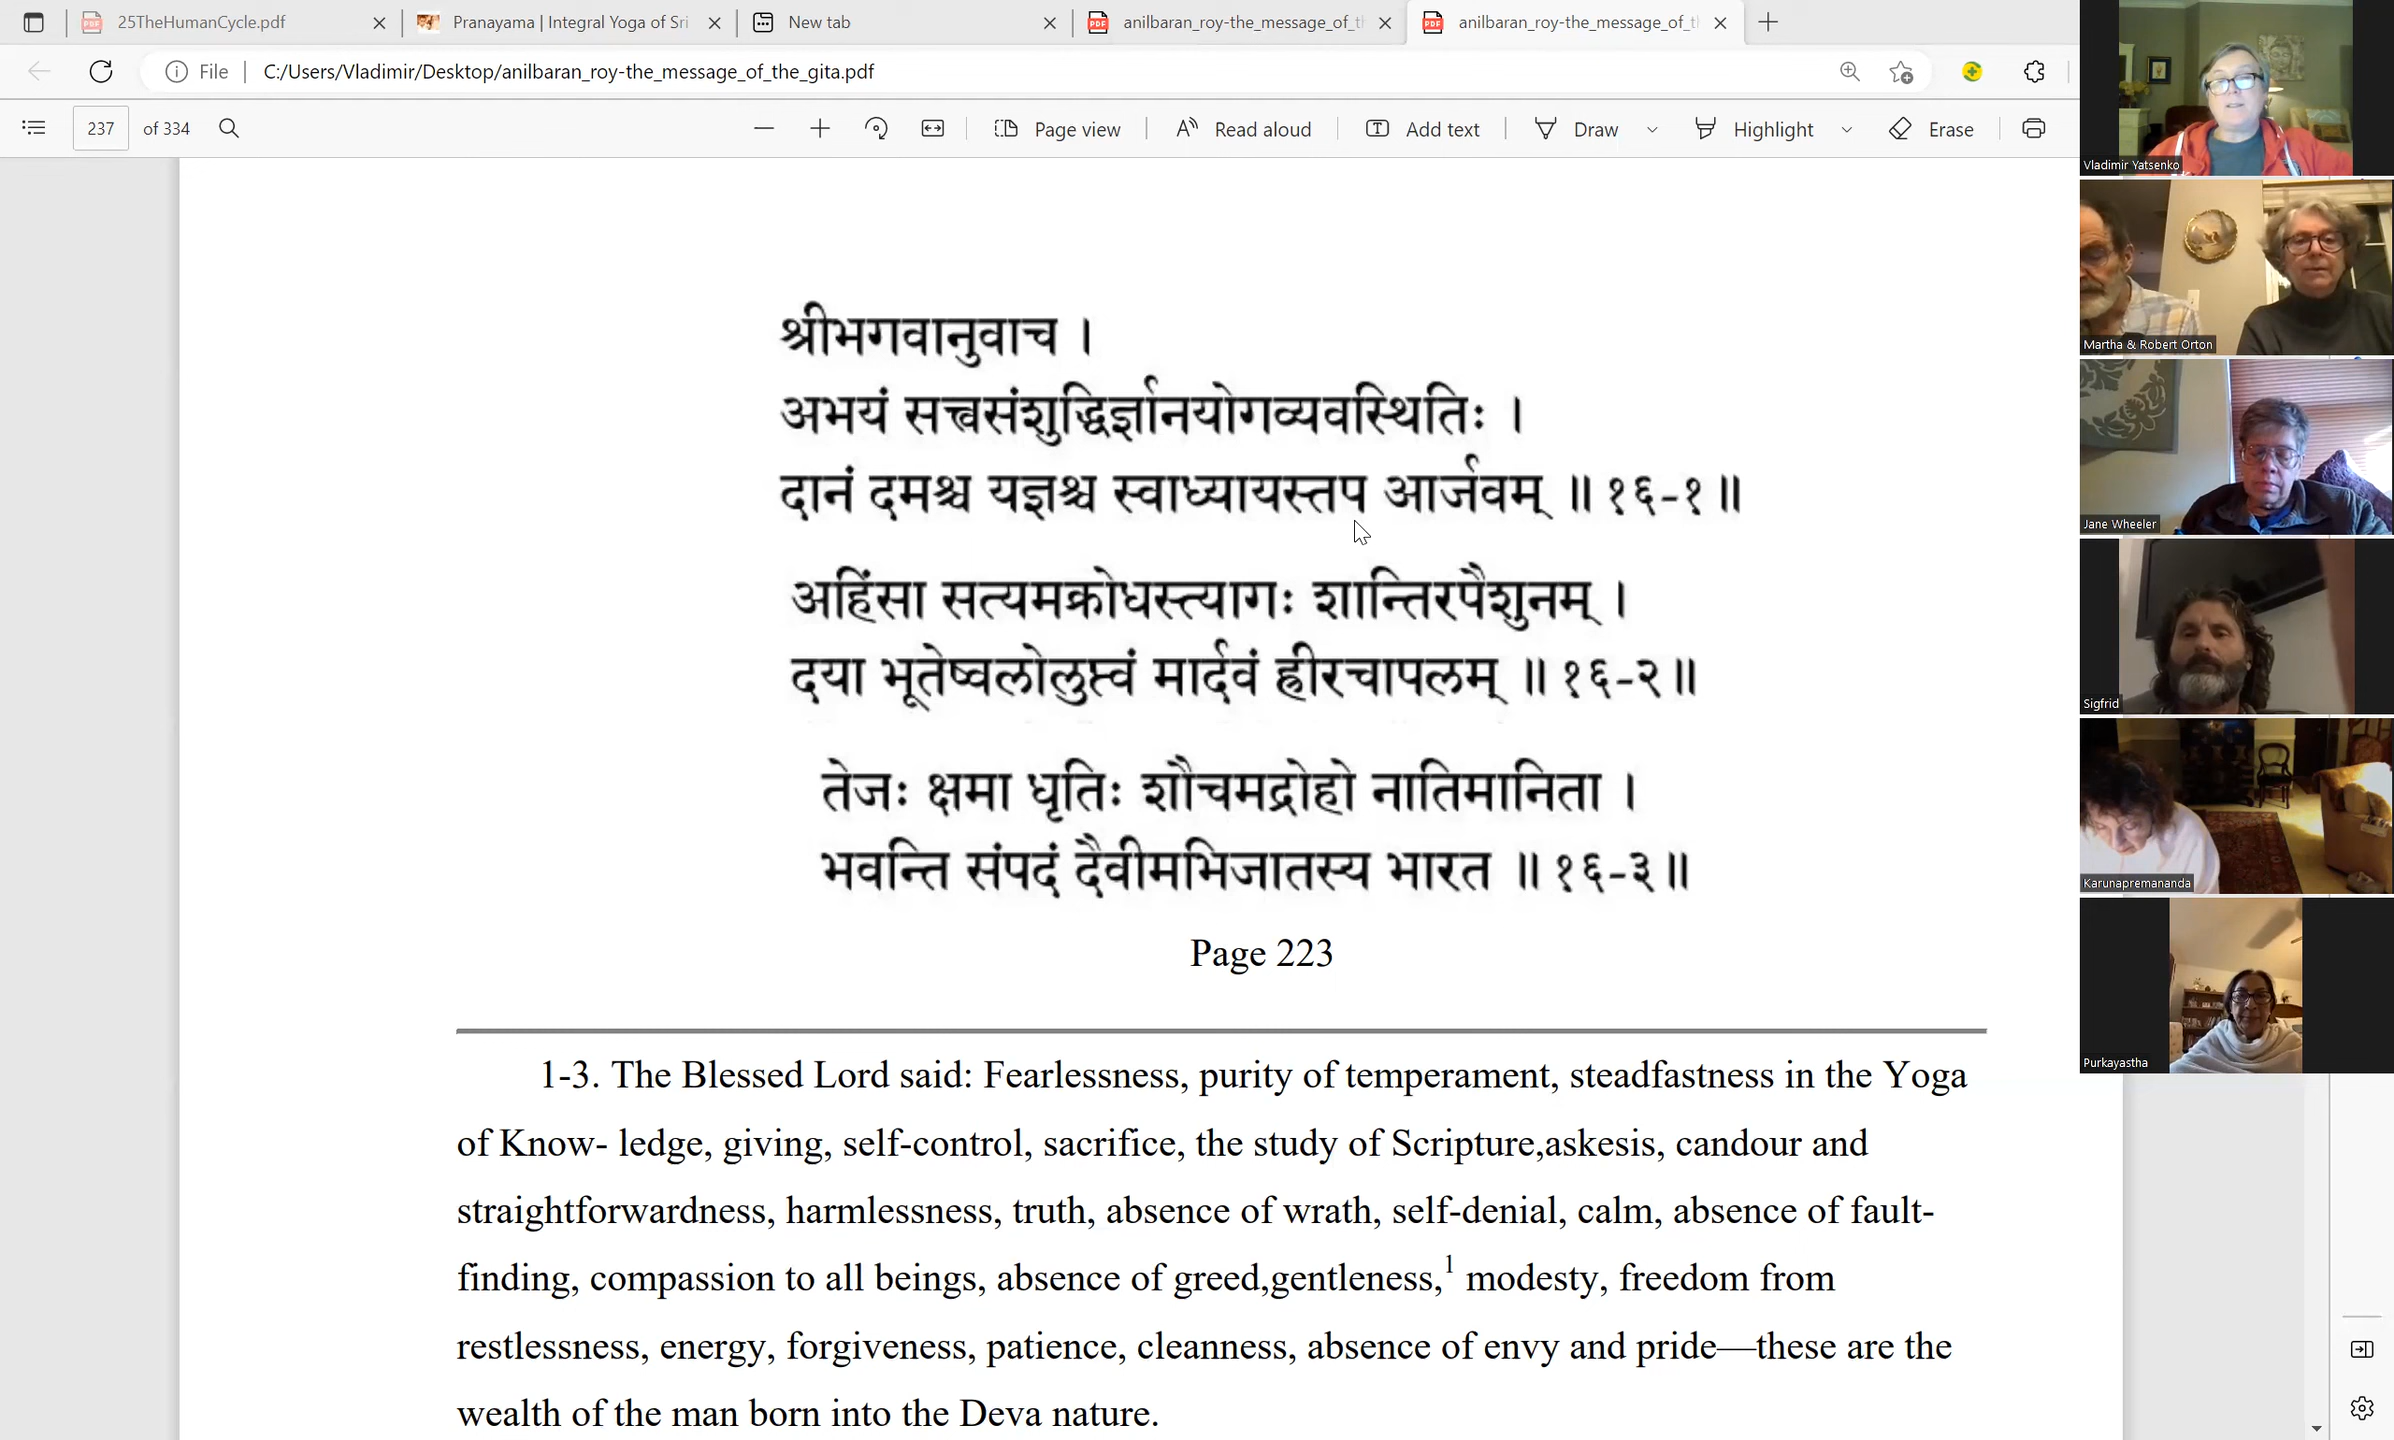 25TheHumanCycle.pdf
Pranayama | Integral Yoga of Sri
New tab
anilbaran_roy-the_message_of_t
anilbaran_roy-the_message_of_t
File
C:/Users/Vladimir/Desktop/anilbaran_roy-the_message_of_the_gita.pdf
237 of 334
Page view
Read aloud
Add text
Draw
Highlight
Erase
श्रीभगवानुवाच ।
अभयं सत्त्वसंशुद्धिर्ज्ञानयोगव्यवस्थितिः ।
दानं दमश्च यज्ञश्च स्वाध्यायस्तप आर्जवम् ॥ १६-१॥
अहिंसा सत्यमक्रोधस्त्यागः शान्तिरपैशुनम् ।
दया भूतेष्वलोलुप्त्वं मार्दवं ह्रीरचापलम् ॥ १६-२॥
तेजः क्षमा धृतिः शौचमद्रोहो नातिमानिता ।
भवन्ति संपदं दैवीमभिजातस्य भारत ॥ १६-३॥
Page 223
1-3. The Blessed Lord said: Fearlessness, purity of temperament, steadfastness in the Yoga
of Know- ledge, giving, self-control, sacrifice, the study of Scripture,askesis, candour and
straightforwardness, harmlessness, truth, absence of wrath, self-denial, calm, absence of fault-
finding, compassion to all beings, absence of greed,gentleness,1 modesty, freedom from
restlessness, energy, forgiveness, patience, cleanness, absence of envy and pride—these are the
wealth of the man born into the Deva nature.
Vladimir Yatsenko
Martha & Robert Orton
Jane Wheeler
Sigfrid
Karunapremananda
Purkayastha